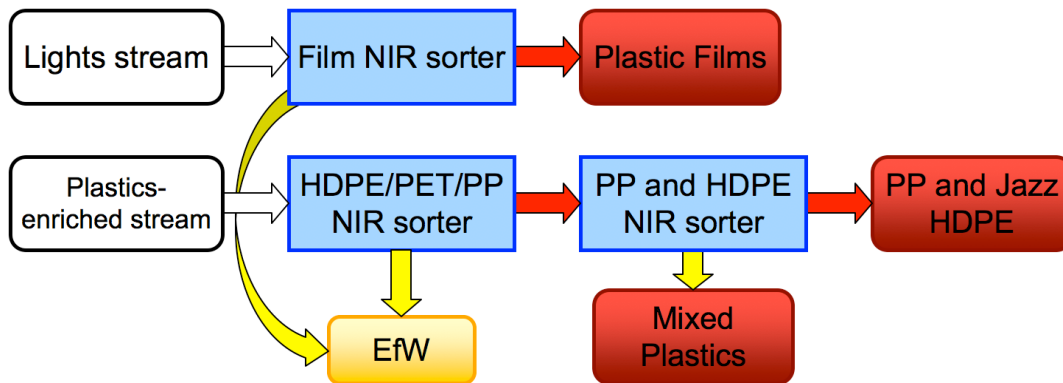 Lights stream
Film NIR sorter
Plastic Films
Plastics-
enriched stream
HDPE/PET/PP
NIR sorter
PP and HDPE
NIR sorter
PP and Jazz
HDPE
EfW
Mixed
Plastics